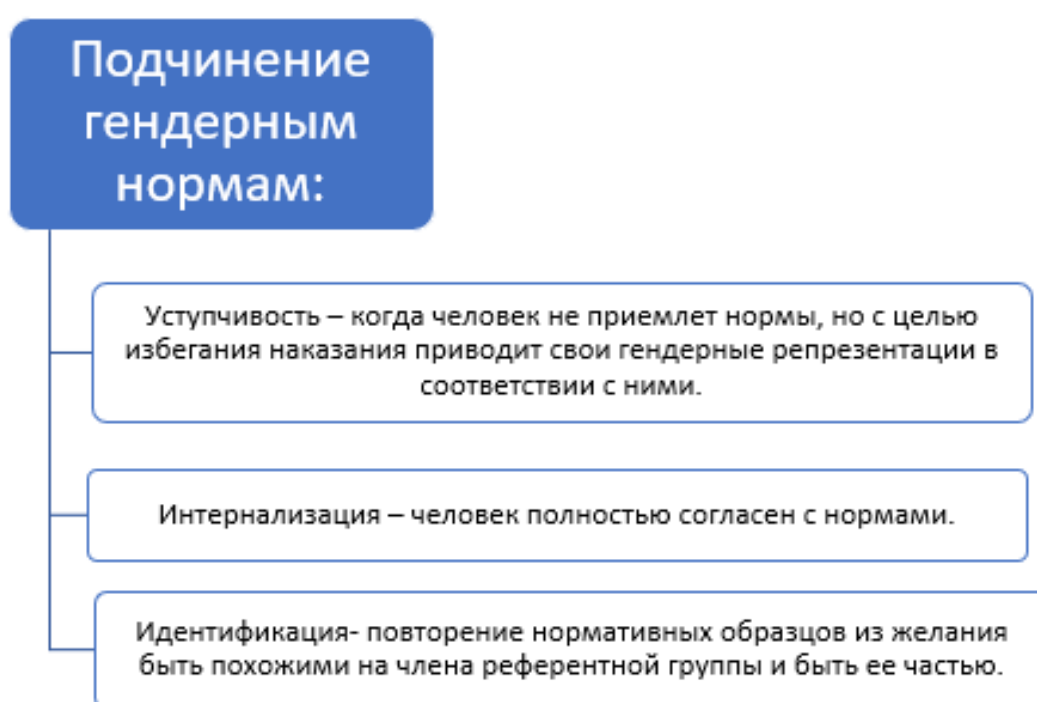 Подчинение
гендерным
нормам:
Уступчивость – когда человек не приемлет нормы, но с целью
избегания наказания приводит свои гендерные репрезентации в
соответствии с ними.
Интернализация – человек полностью согласен с нормами.
Идентификация- повторение нормативных образцов из желания
быть похожими на члена референтной группы и быть ее частью.